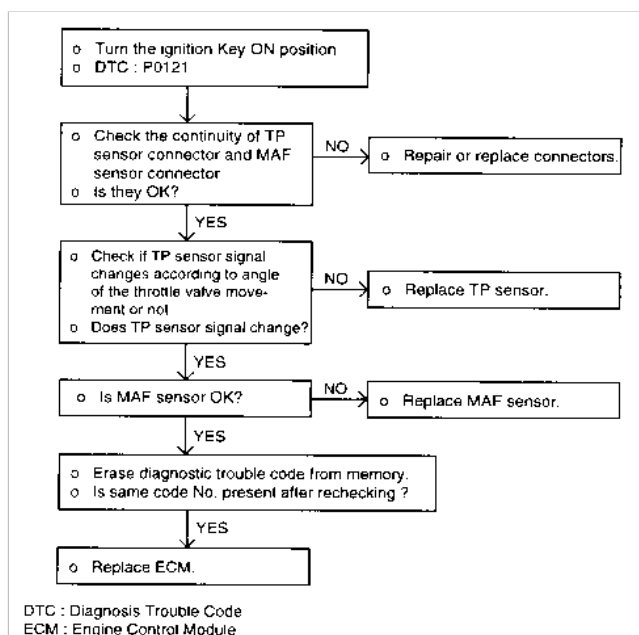 o Turn the ignition Key ON position
o DTC : P0121
o Check the continuity of TP
sensor connector and MAF
sensor connector
o Is they OK?
NO
o Repair or replace connectors.
YES
o Check if TP sensor signal
changes according to angle
of the throttle valve move-
ment or not
o Does TP sensor signal change?
NO
o Replace TP sensor.
YES
o Is MAF sensor OK?
NO
o Replace MAF sensor.
YES
o Erase diagnostic trouble code from memory.
o Is same code No. present after rechecking ?
YES
o Replace ECM.
DTC : Diagnosis Trouble Code
ECM : Engine Control Module